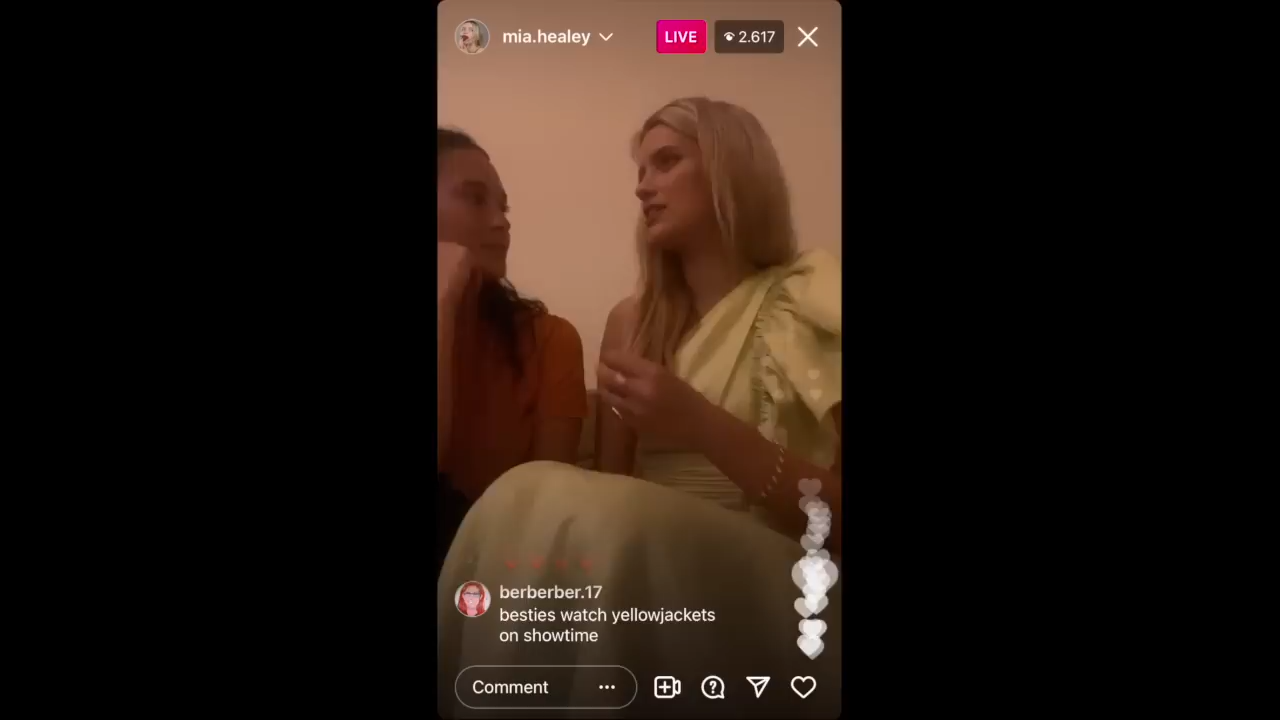 mia.healey
LIVE
2.617
berberber.17
besties watch yellowjackets
on showtime
Comment